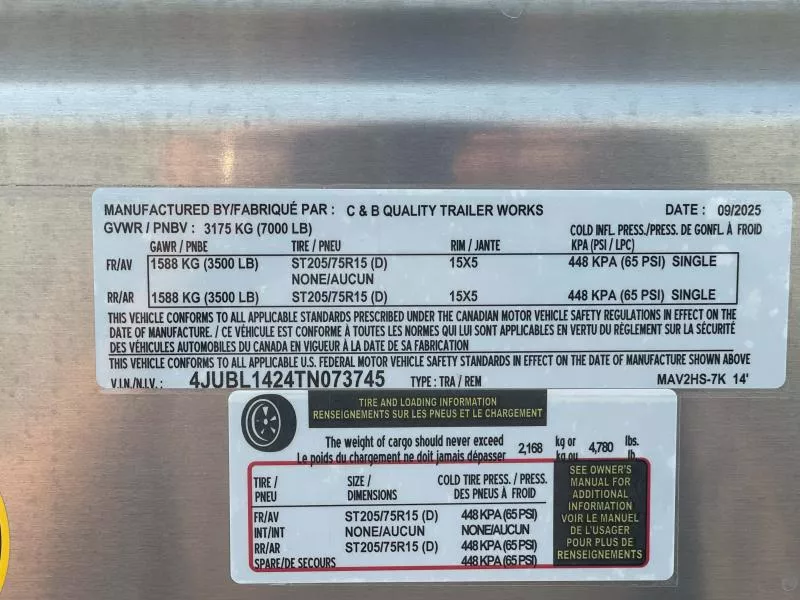 MANUFACTURED BY/FABRIQUÉ PAR : C & B QUALITY TRAILER WORKS DATE : 09/2025
GVWR / PNBV : 3175 KG (7000 LB)
COLD INFL. PRESS./PRESS. DE GONFL. À FROID
GAWR / PNBE TIRE / PNEU RIM / JANTE KPA (PSI / LPC)
FR/AV 1588 KG (3500 LB) ST205/75R15 (D) 15X5 448 KPA (65 PSI) SINGLE
NONE/AUCUN
RR/AR 1588 KG (3500 LB) ST205/75R15 (D) 15X5 448 KPA (65 PSI) SINGLE
THIS VEHICLE CONFORMS TO ALL APPLICABLE STANDARDS PRESCRIBED UNDER THE CANADIAN MOTOR VEHICLE SAFETY REGULATIONS IN EFFECT ON THE
DATE OF MANUFACTURE. / CE VÉHICULE EST CONFORME À TOUTES LES NORMES QUI LUI SONT APPLICABLES EN VERTU DU RÈGLEMENT SUR LA SÉCURITÉ
DES VÉHICULES AUTOMOBILES DU CANADA EN VIGUEUR À LA DATE DE SA FABRICATION
THIS VEHICLE CONFORMS TO ALL APPLICABLE U.S. FEDERAL MOTOR VEHICLE SAFETY STANDARDS IN EFFECT ON THE DATE OF MANUFACTURE SHOWN ABOVE
V.I.N./N.I.V.: 4JUBL1424TN073745 TYPE : TRA / REM MAV2HS-7K 14'
TIRE AND LOADING INFORMATION
RENSEIGNEMENTS SUR LES PNEUS ET LE CHARGEMENT
The weight of cargo should never exceed 2,168 kg or 4,780 lbs.
Le poids du chargement ne doit jamais dépasser kg ou lb.
TIRE / SIZE / COLD TIRE PRESS. / PRESS.
PNEU DIMENSIONS DES PNEUS À FROID
FR/AV ST205/75R15 (D) 448 KPA (65 PSI)
INT/INT NONE/AUCUN NONE/AUCUN
RR/AR ST205/75R15 (D) 448 KPA (65 PSI)
SPARE/DE SECOURS 448 KPA (65 PSI)
SEE OWNER'S
MANUAL FOR
ADDITIONAL
INFORMATION
VOIR LE MANUEL
DE L'USAGER
POUR PLUS DE
RENSEIGNEMENTS